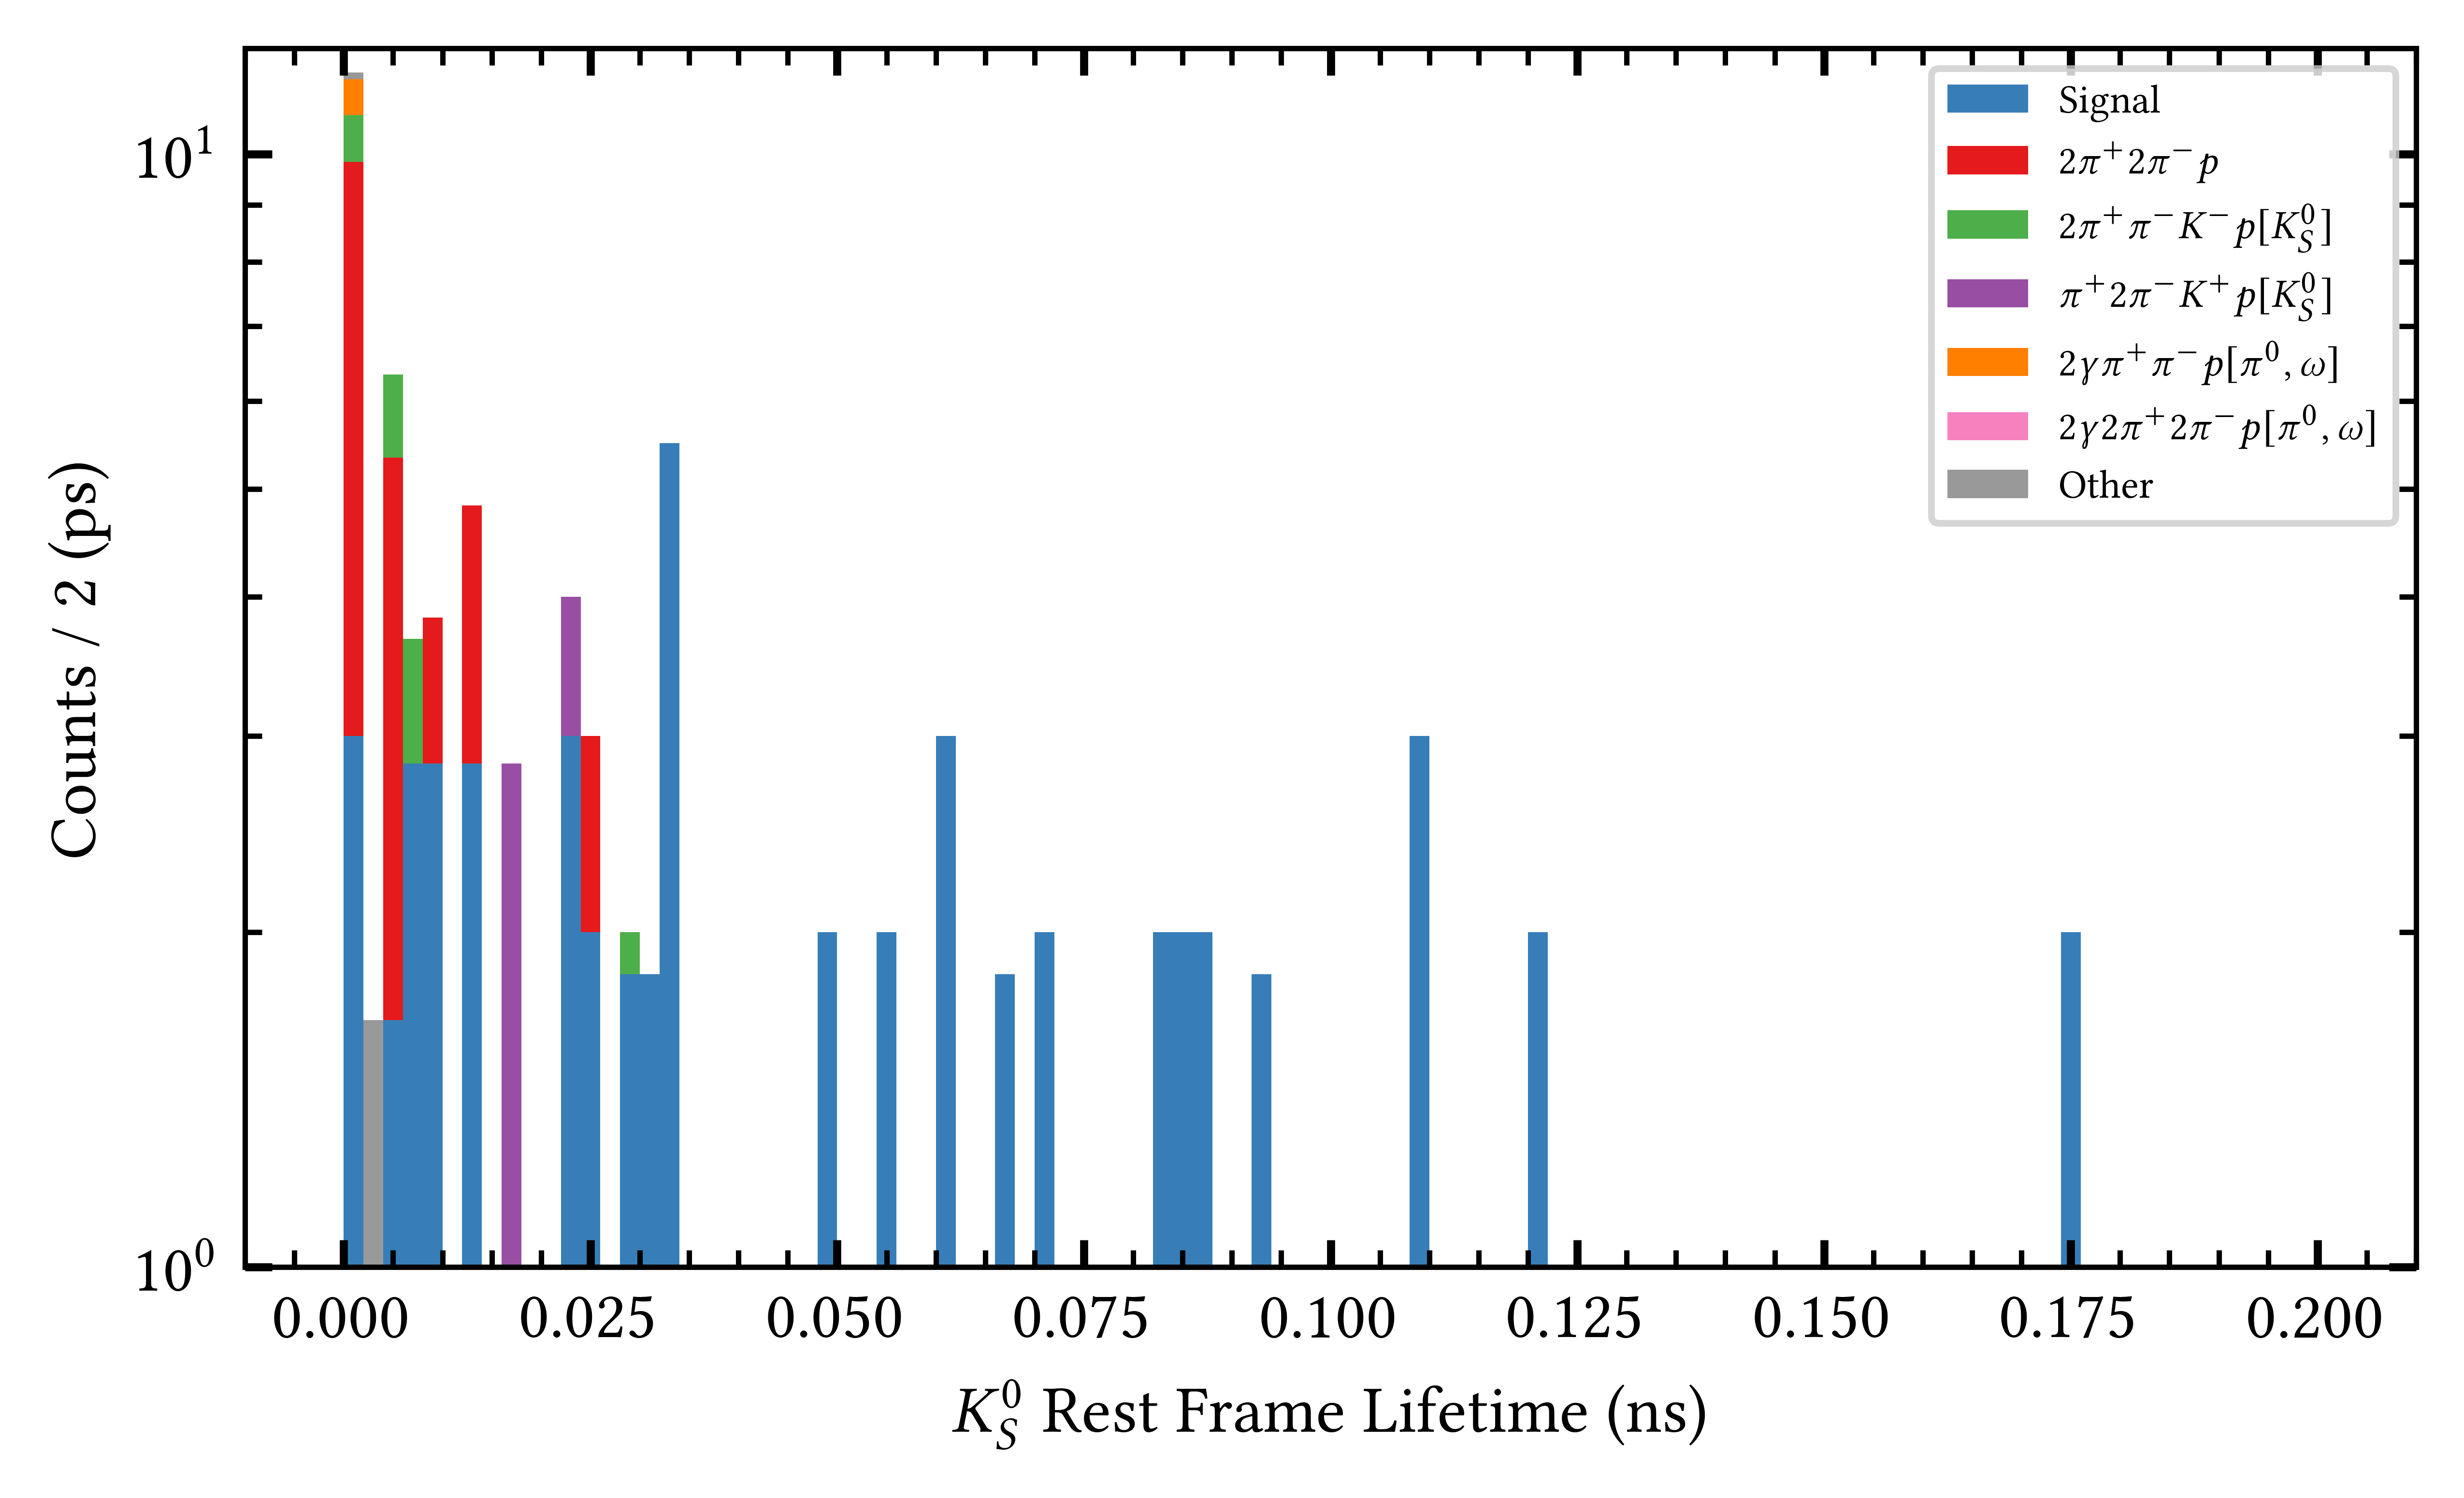 Counts / 2 (ps)
10¹
10⁰
Signal
2π⁺2π⁻p
2π⁺π⁻K⁻p[K⁰_S]
π⁺2π⁻K⁺p[K⁰_S]
2γπ⁺π⁻p[π⁰, ω]
2γ2π⁺2π⁻p[π⁰, ω]
Other
0.000 0.025 0.050 0.075 0.100 0.125 0.150 0.175 0.200
K⁰_S Rest Frame Lifetime (ns)